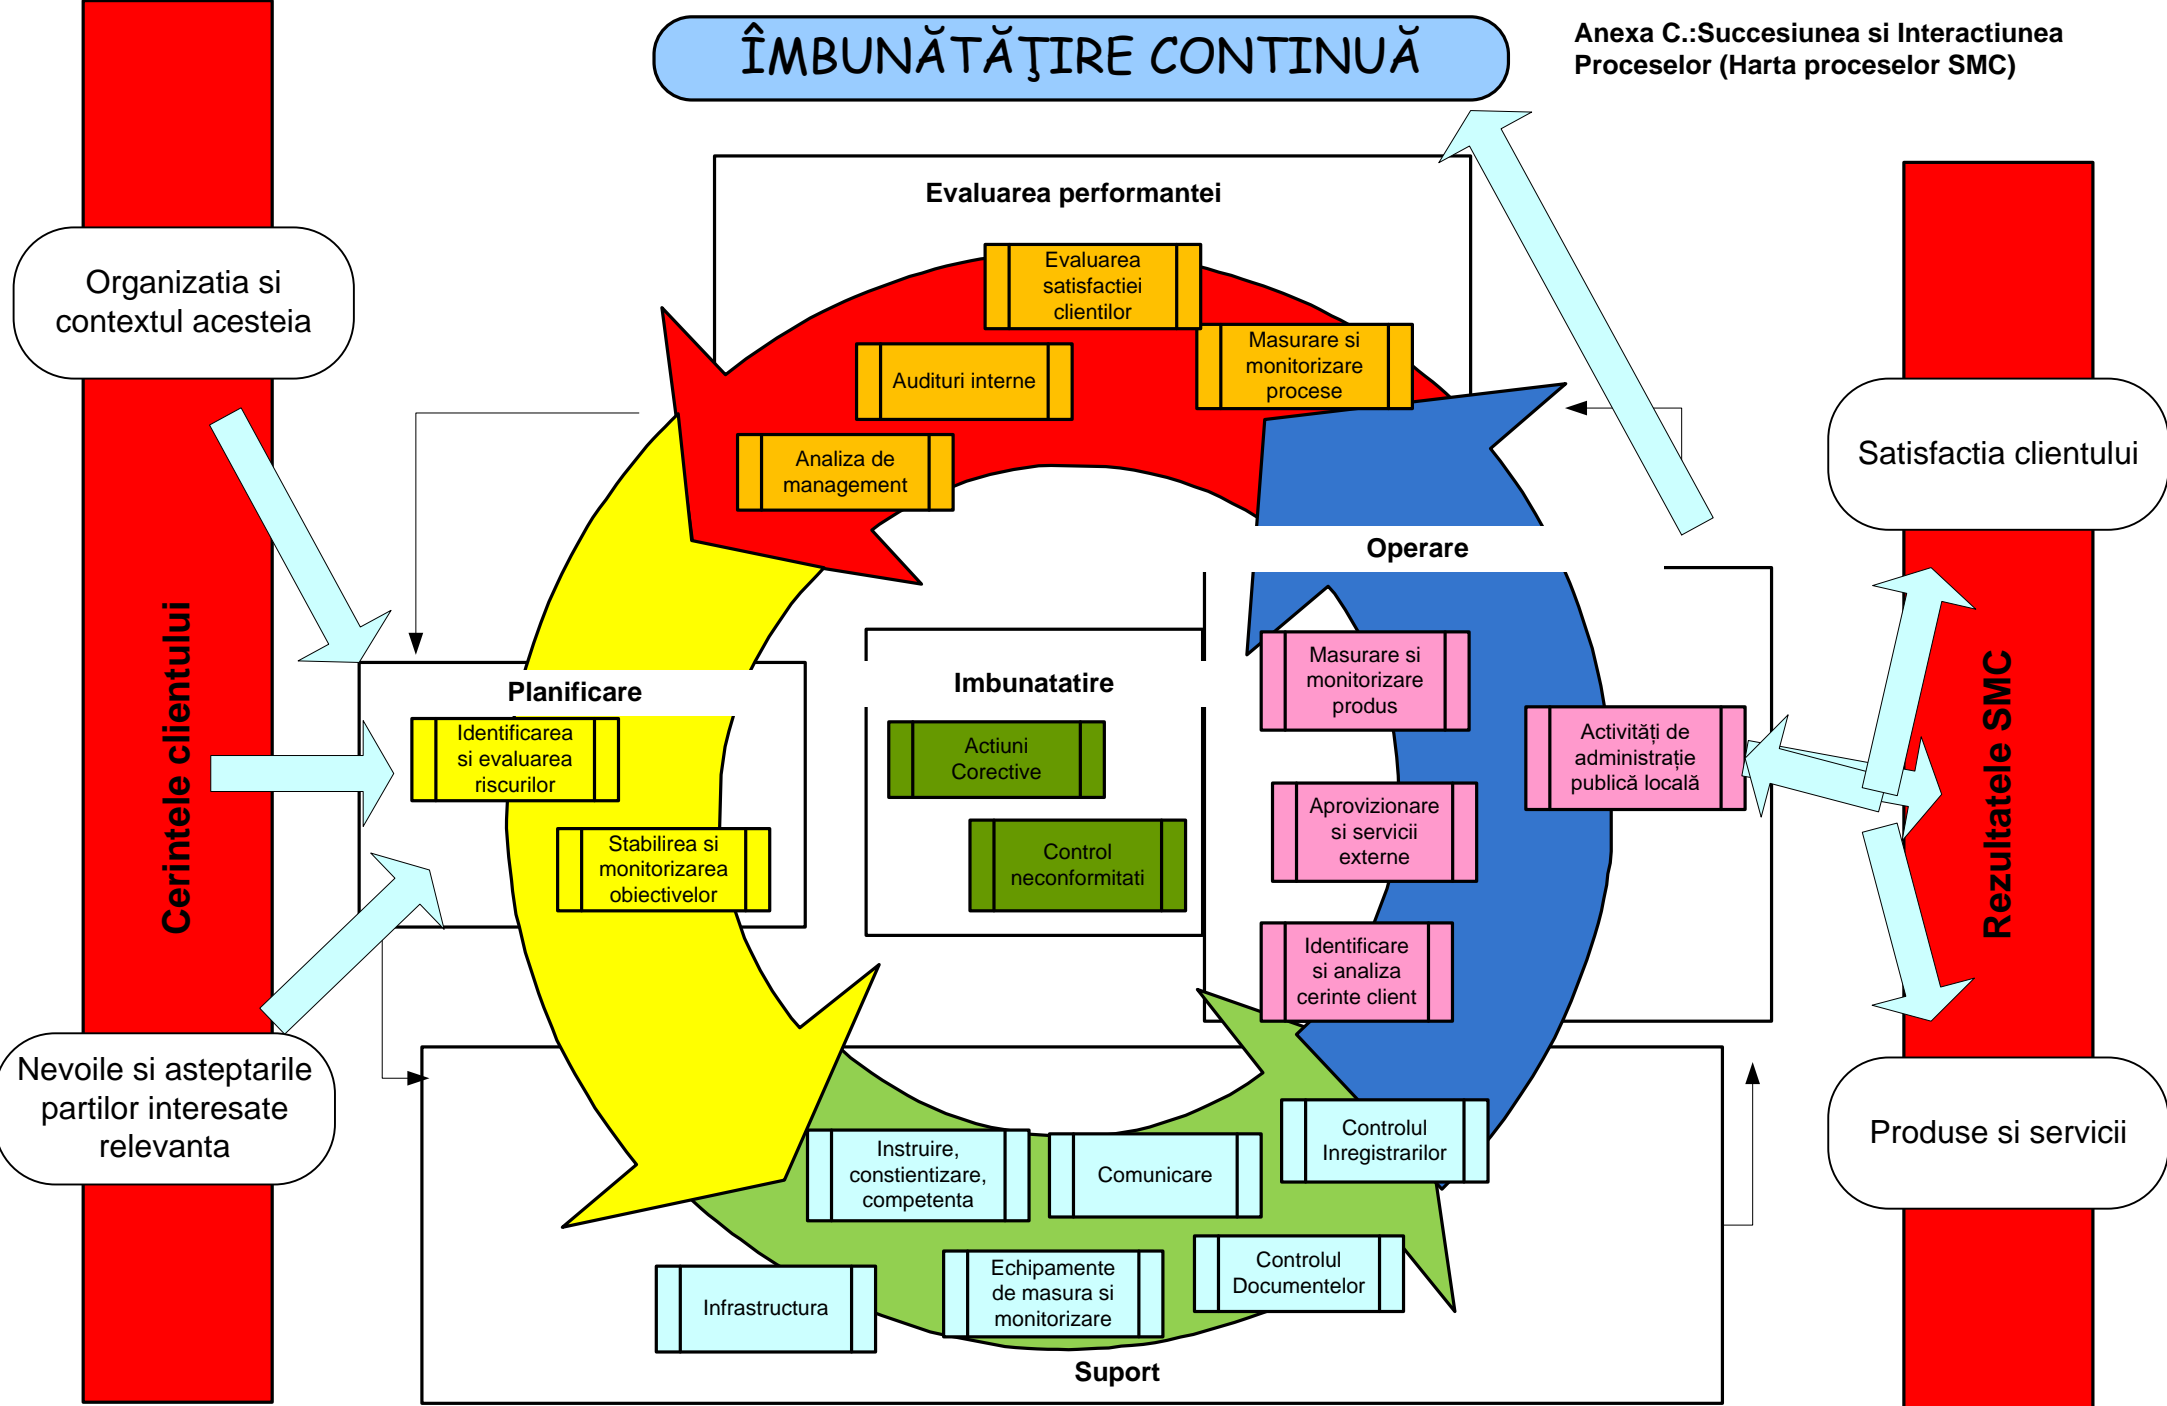 ÎMBUNĂTĂŢIRE CONTINUĂ
Anexa C.:Succesiunea si Interactiunea
Proceselor (Harta proceselor SMC)
Evaluarea performantei
Evaluarea
satisfactiei
clientilor
Masurare si
monitorizare
procese
Audituri interne
Analiza de
management
Organizatia si
contextul acesteia
Cerintele clientului
Nevoile si asteptarile
partilor interesate
relevanta
Planificare
Identificarea
si evaluarea
riscurilor
Stabilirea si
monitorizarea
obiectivelor
Imbunatatire
Actiuni
Corective
Control
neconformitati
Operare
Masurare si
monitorizare
produs
Activități de
administrație
publică locală
Aprovizionare
si servicii
externe
Identificare
si analiza
cerinte client
Satisfactia clientului
Rezultatele SMC
Produse si servicii
Instruire,
constientizare,
competenta
Comunicare
Controlul
Inregistrarilor
Infrastructura
Echipamente
de masura si
monitorizare
Controlul
Documentelor
Suport